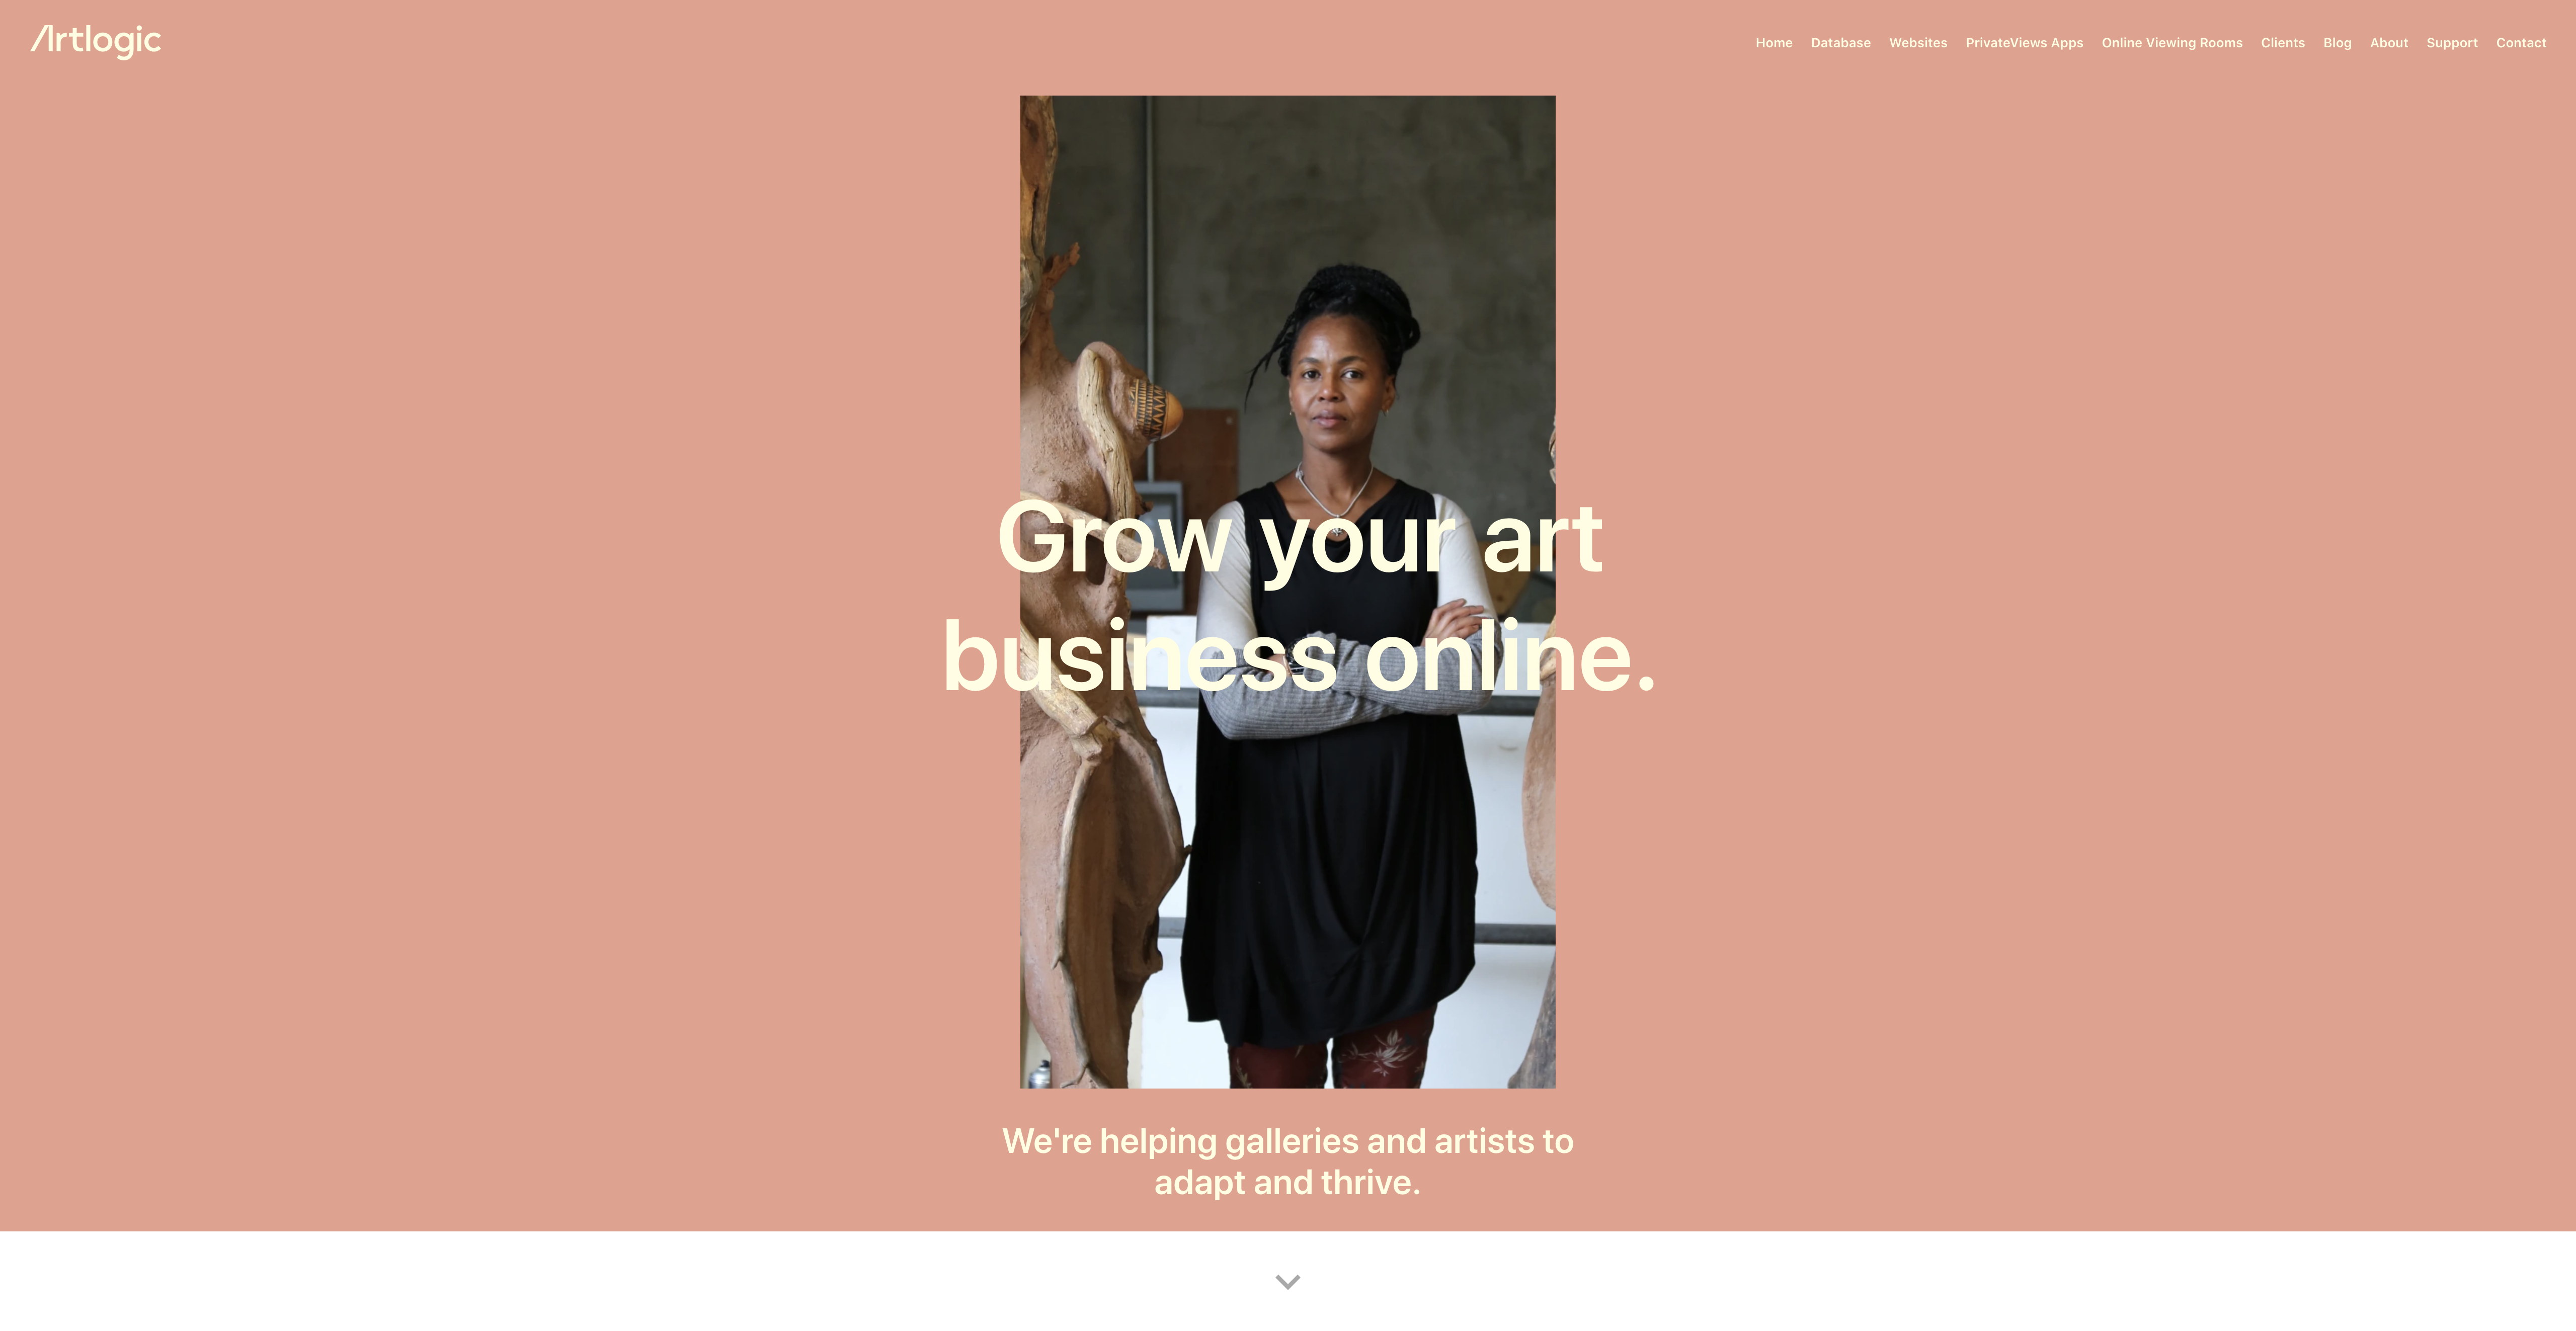 Artlogic
Home Database Websites PrivateViews Apps Online Viewing Rooms Clients Blog About Support Contact
Grow your art
business online.
We're helping galleries and artists to
adapt and thrive.